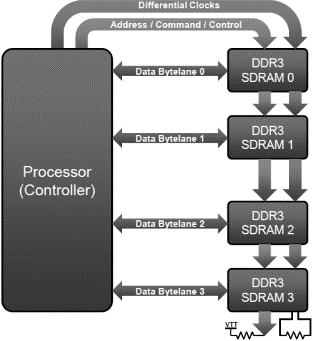 Differential Clocks
Address / Command / Control
Data Bytelane 0
DDR3
SDRAM 0
Data Bytelane 1
DDR3
SDRAM 1
Processor
(Controller)
Data Bytelane 2
DDR3
SDRAM 2
Data Bytelane 3
DDR3
SDRAM 3
VTT